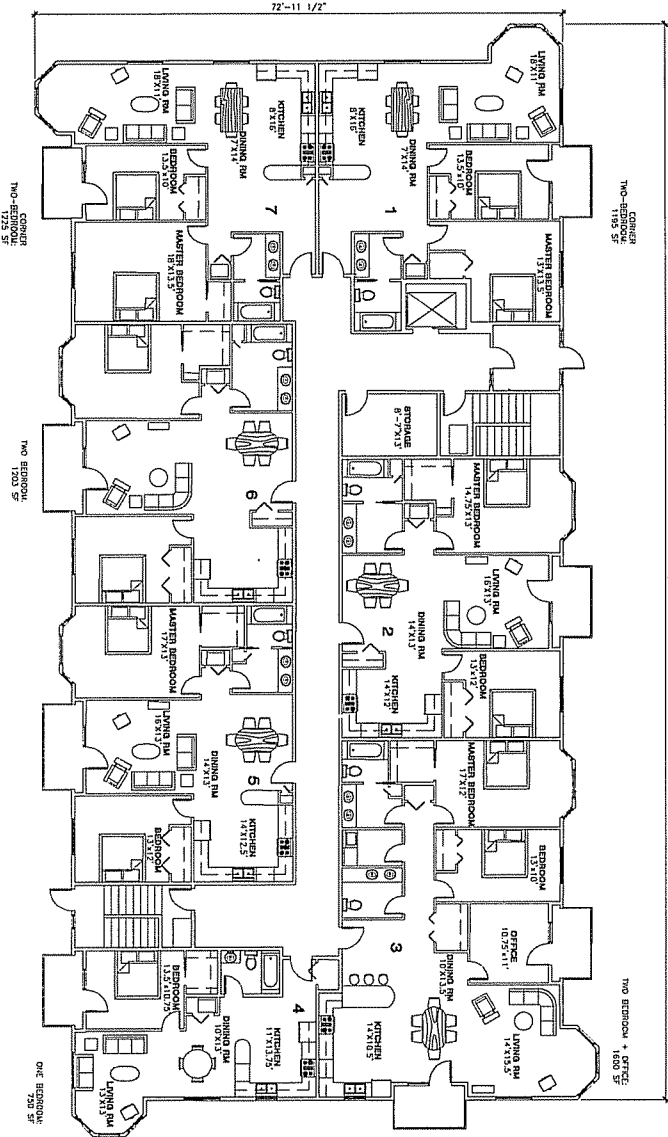 72'-11 1/2"
CORNER
TWO-BEDROOM:
1195 SF
LIVING RM
18'X11'
KITCHEN
8'X15'
DINING RM
7'X14'
BEDROOM
13.5'x10'
1
MASTER BEDROOM
13'X13.5'
STORAGE
8'-7"X13'
MASTER BEDROOM
14.75'X13'
LIVING RM
16'X13'
DINING RM
14'X13'
2
KITCHEN
14'X12'
BEDROOM
13'x12'
MASTER BEDROOM
17'X12'
BEDROOM
13'x10'
OFFICE
10.75'x11'
3
DINING RM
10'X13.5'
KITCHEN
14'X10.5'
LIVING RM
14'X15.5'
TWO BEDROOM + OFFICE:
1600 SF
CORNER
TWO-BEDROOM:
1225 SF
LIVING RM
18'X11'
KITCHEN
8'X15'
DINING RM
7'X14'
BEDROOM
13.5'x10'
7
MASTER BEDROOM
18'X13.5'
6
TWO BEDROOM:
1203 SF
MASTER BEDROOM
17'X13'
LIVING RM
16'X13'
DINING RM
14'X13'
5
KITCHEN
14'X12.5'
BEDROOM
13'x12'
BEDROOM
13.5'x10.75'
4
DINING RM
10'X13'
KITCHEN
11'X13.75'
LIVING RM
13'X13'
ONE BEDROOM:
750 SF